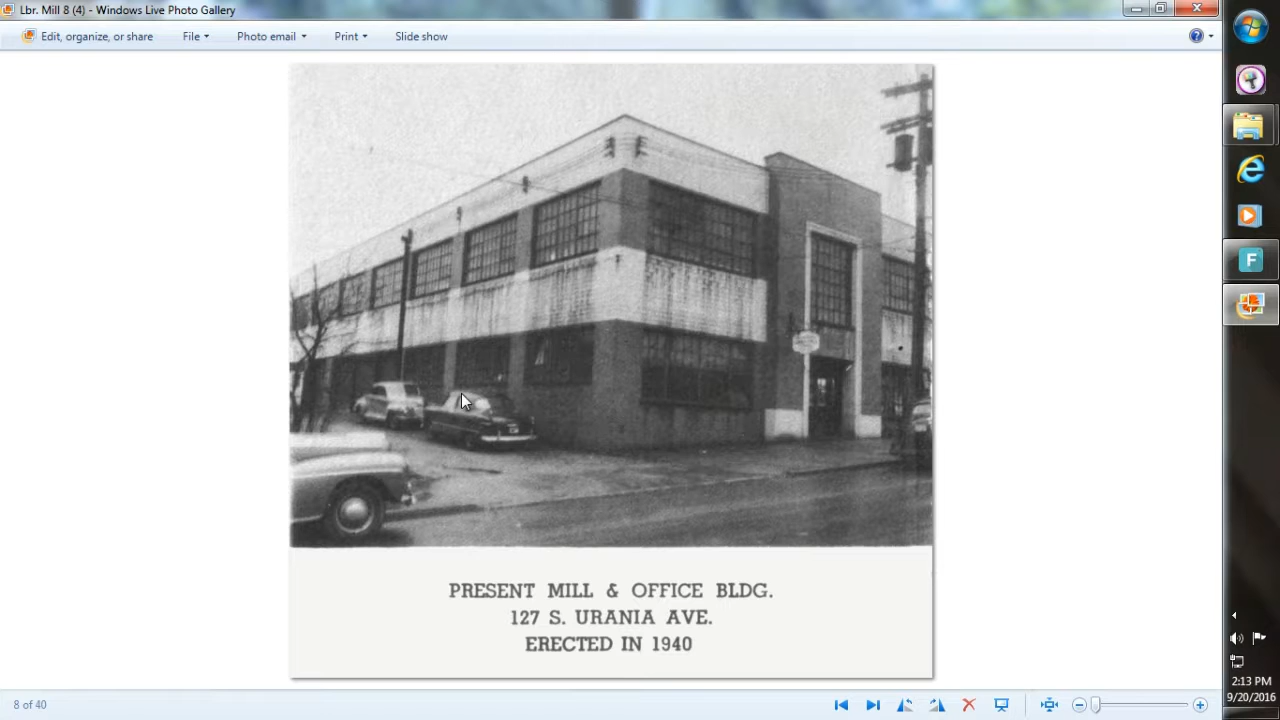 Lbr. Mill 8 (4) - Windows Live Photo Gallery
Edit, organize, or share File Photo email Print Slide show
PRESENT MILL & OFFICE BLDG.
127 S. URANIA AVE.
ERECTED IN 1940
8 of 40
2:13 PM
9/20/2016